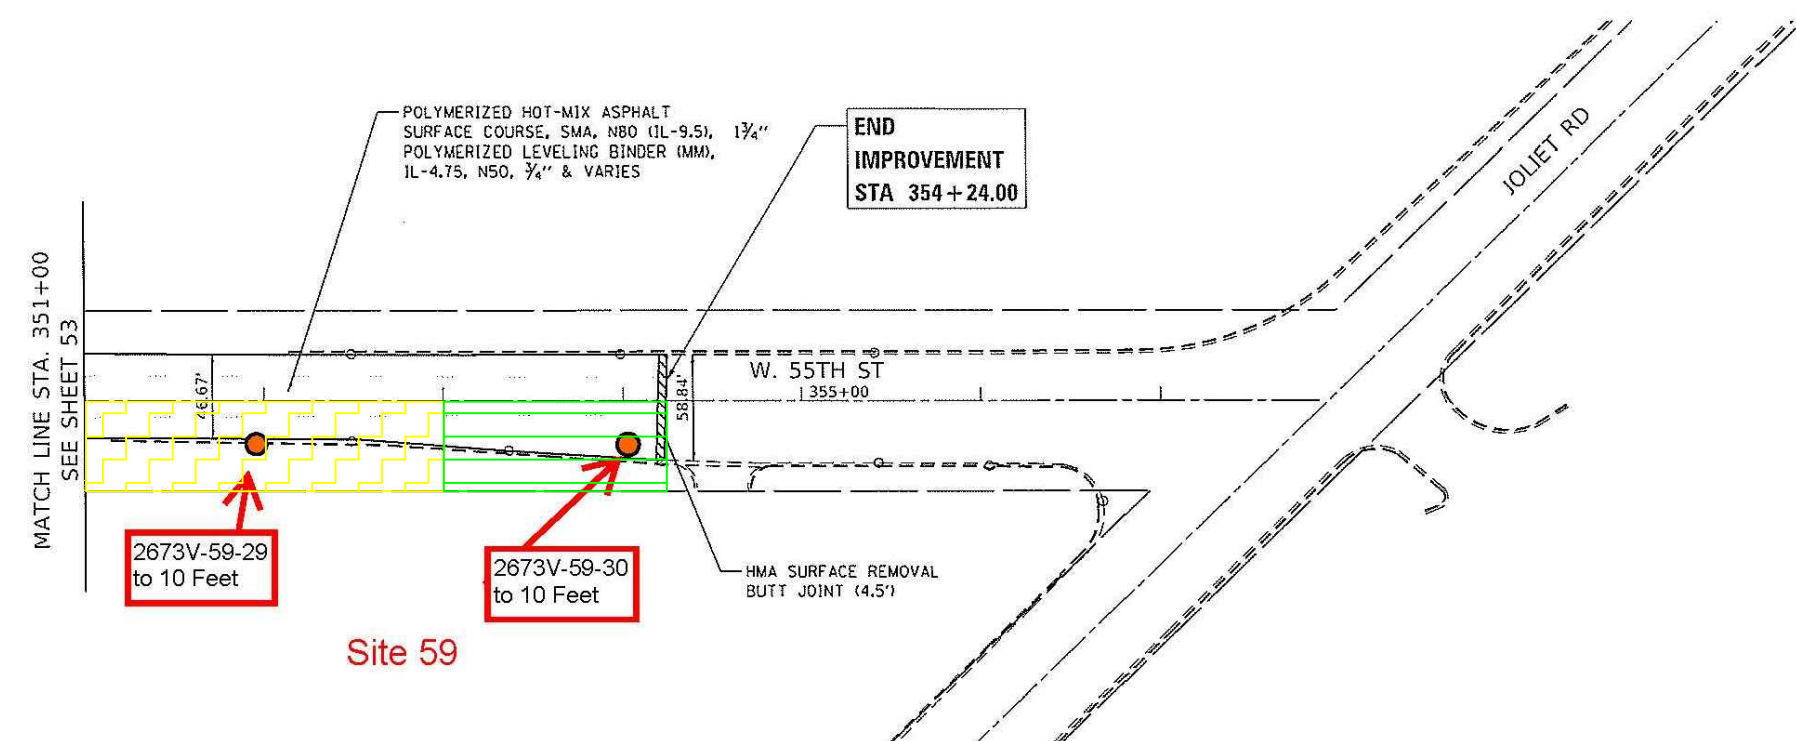 POLYMERIZED HOT-MIX ASPHALT
SURFACE COURSE, SMA, N80 (IL-9.5), 1¾"
POLYMERIZED LEVELING BINDER (MM),
IL-4.75, N50, ¾" & VARIES
END
IMPROVEMENT
STA 354+24.00
JOLIET RD
MATCH LINE STA. 351+00
SEE SHEET 53
46.67'
58.84'
W. 55TH ST
355+00
2673V-59-29
to 10 Feet
2673V-59-30
to 10 Feet
HMA SURFACE REMOVAL
BUTT JOINT (4.5')
Site 59